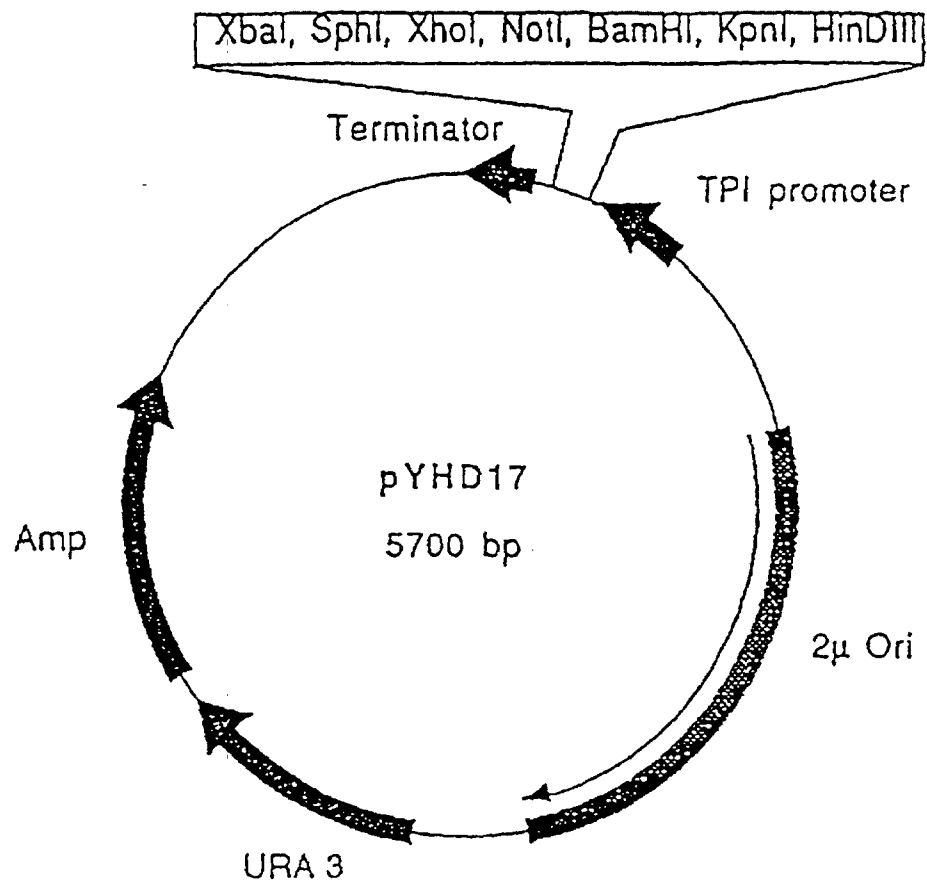 XbaI, SphI, XhoI, NotI, BamHI, KpnI, HinDIII
Terminator
TPI promoter
pYHD17
5700 bp
Amp
2μ Ori
URA 3